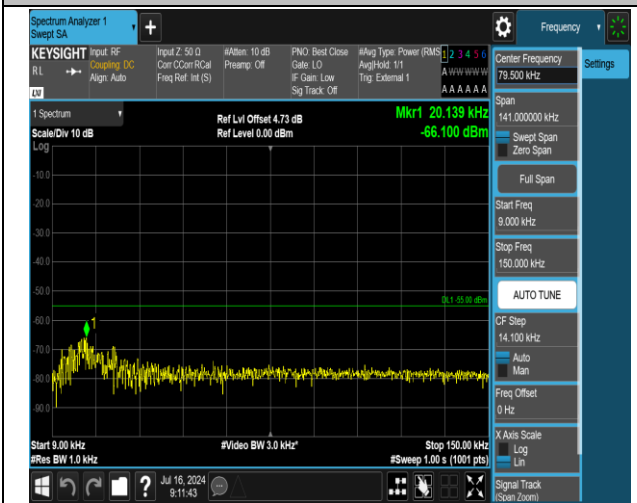 Spectrum Analyzer 1
Swept SA
+
Frequency
KEYSIGHT
Input: RF
Input Z: 50 Ω
#Atten: 10 dB
PNO: Best Close
#Avg Type: Power (RMS
1 2 3 4 5 6
RL
Coupling: DC
Corr CCorr RCal
Preamp: Off
Gate: LO
Avg|Hold: 1/1
A W W W W W
Align: Auto
Freq Ref: Int (S)
IF Gain: Low
Trig: External 1
Sig Track: Off
A A A A A A
LXI
1 Spectrum
Ref Lvl Offset 4.73 dB
Mkr1 20.139 kHz
Scale/Div 10 dB
Ref Level 0.00 dBm
-66.100 dBm
Log
-10.0
-20.0
-30.0
-40.0
-50.0
DL1 -55.00 dBm
-60.0
1
-70.0
-80.0
-90.0
Start 9.00 kHz
#Video BW 3.0 kHz*
Stop 150.00 kHz
#Res BW 1.0 kHz
#Sweep 1.00 s (1001 pts)
Center Frequency
79.500 kHz
Settings
Span
141.000000 kHz
Swept Span
Zero Span
Full Span
Start Freq
9.000 kHz
Stop Freq
150.000 kHz
AUTO TUNE
CF Step
14.100 kHz
Auto
Man
Freq Offset
0 Hz
X Axis Scale
Log
Lin
Signal Track
(Span Zoom)
?
Jul 16, 2024
9:11:43